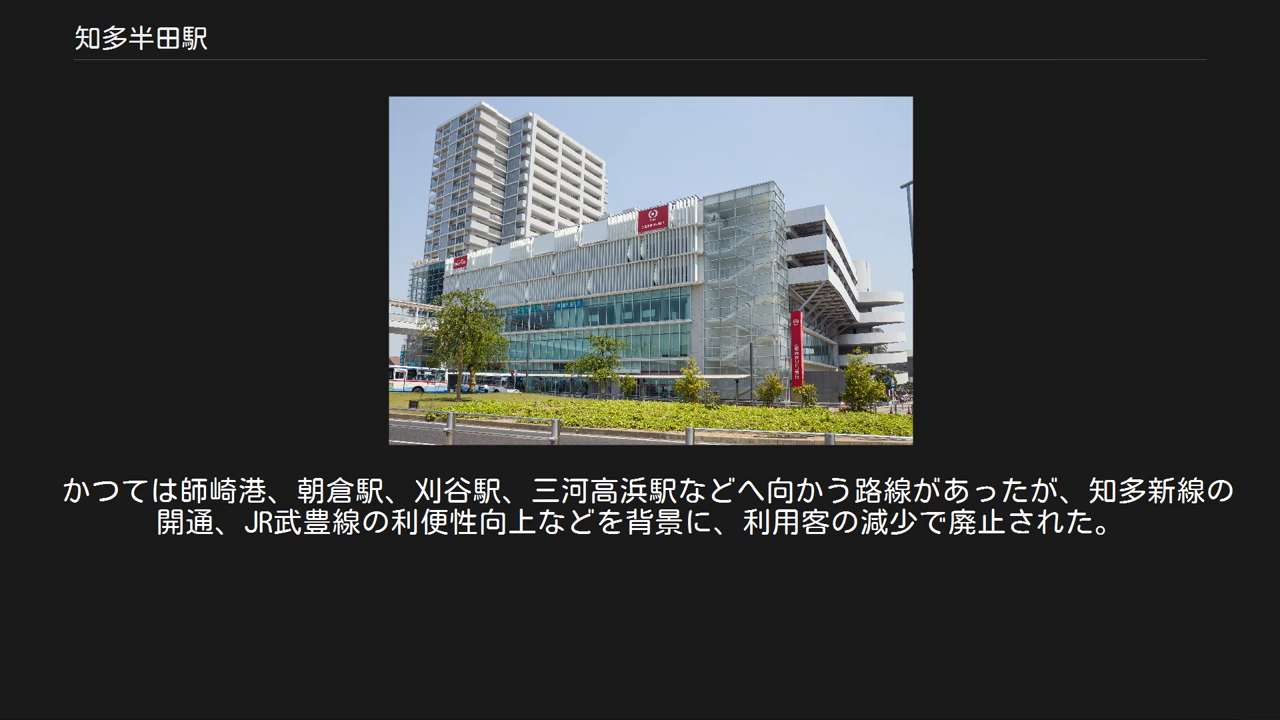 知多半田駅
かつては師崎港、朝倉駅、刈谷駅、三河高浜駅などへ向かう路線があったが、知多新線の
開通、JR武豊線の利便性向上などを背景に、利用客の減少で廃止された。